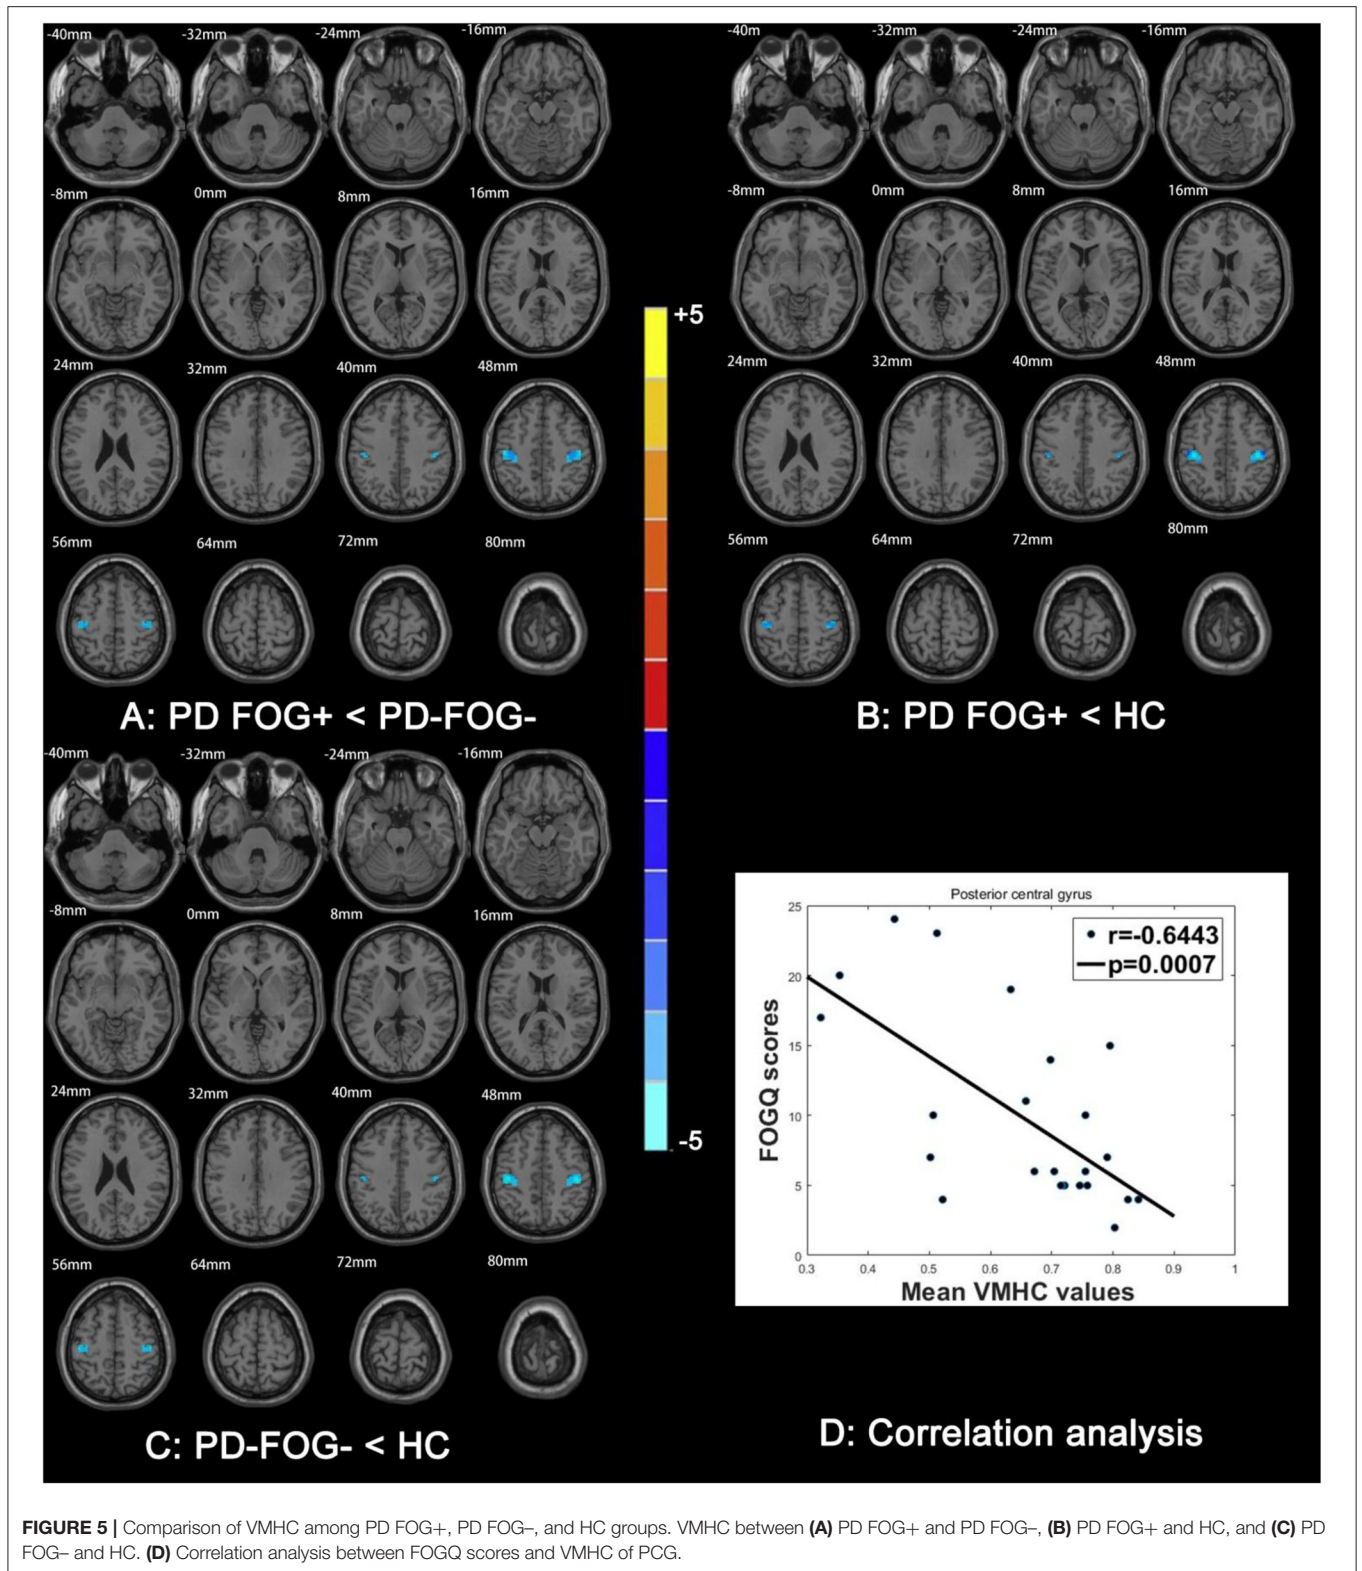 -40mm -32mm -24mm -16mm
-8mm 0mm 8mm 16mm
24mm 32mm 40mm 48mm
56mm 64mm 72mm 80mm
A: PD FOG+ < PD-FOG-
-40m -32mm -24mm -16mm
-8mm 0mm 8mm 16mm
24mm 32mm 40mm 48mm
56mm 64mm 72mm 80mm
B: PD FOG+ < HC
+5
-5
-40mm -32mm -24mm -16mm
-8mm 0mm 8mm 16mm
24mm 32mm 40mm 48mm
56mm 64mm 72mm 80mm
C: PD-FOG- < HC
Posterior central gyrus
r=-0.6443
p=0.0007
FOGQ scores
25
20
15
10
5
0
0.3 0.4 0.5 0.6 0.7 0.8 0.9 1
Mean VMHC values
D: Correlation analysis
FIGURE 5 | Comparison of VMHC among PD FOG+, PD FOG–, and HC groups. VMHC between (A) PD FOG+ and PD FOG–, (B) PD FOG+ and HC, and (C) PD
FOG– and HC. (D) Correlation analysis between FOGQ scores and VMHC of PCG.